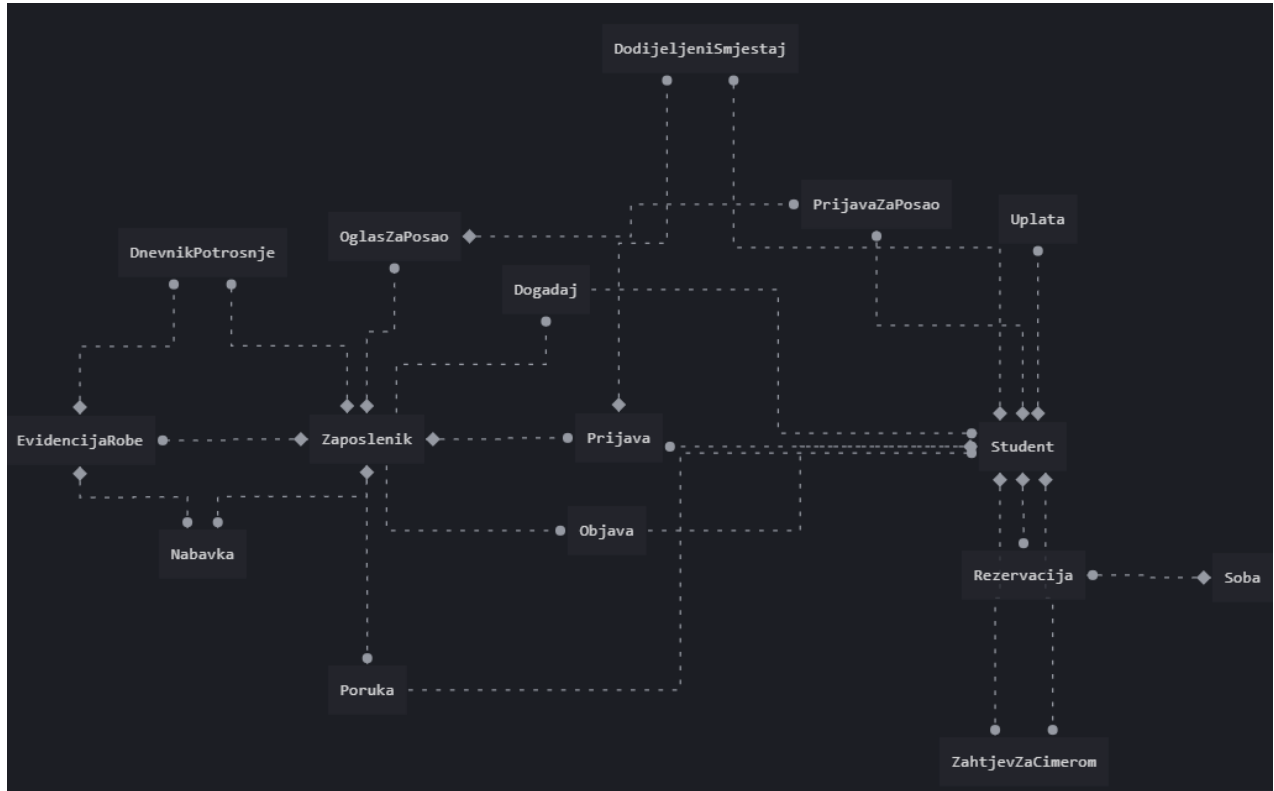 DodijeljeniSmjestaj
PrijavaZaPosao
Uplata
OglasZaPosao
DnevnikPotrosnje
Dogadaj
EvidencijaRobe
Zaposlenik
Prijava
Student
Objava
Nabavka
Rezervacija
Soba
Poruka
ZahtjevZaCimerom